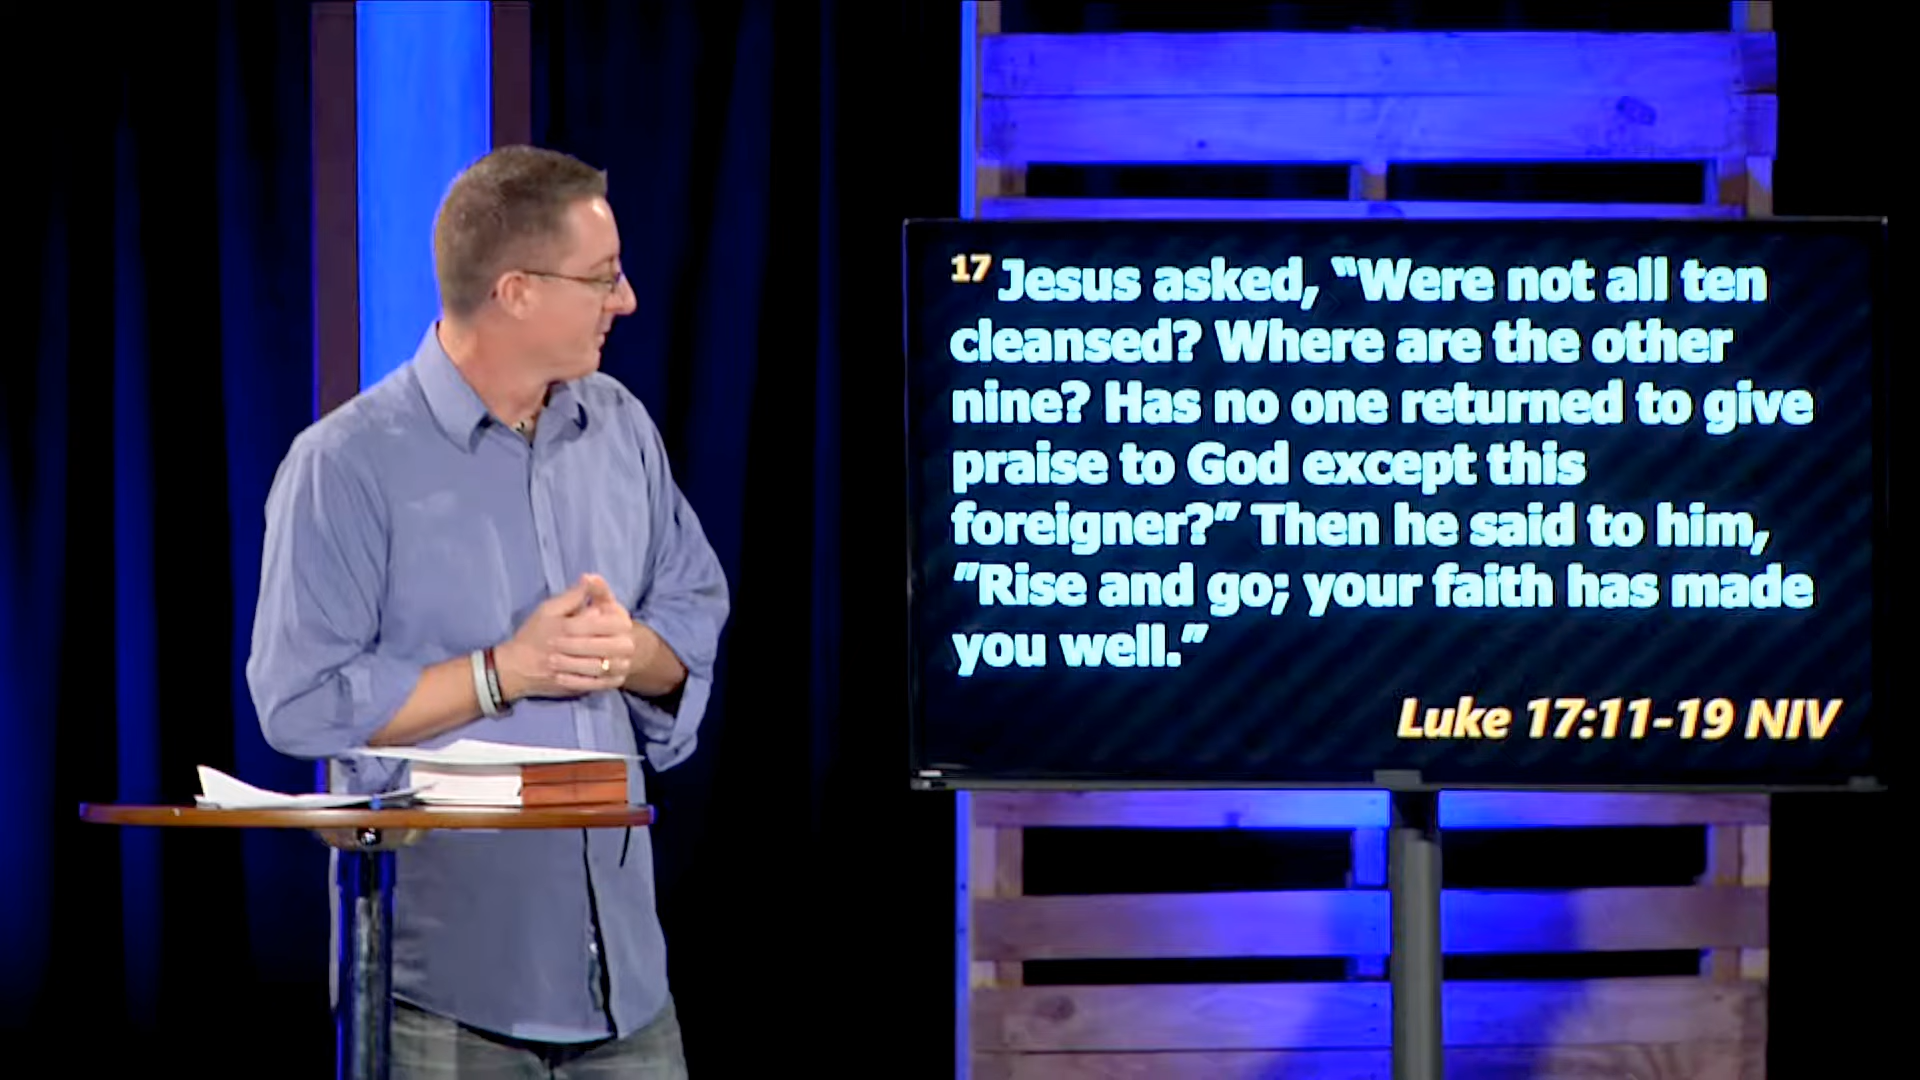 17 Jesus asked, “Were not all ten
cleansed? Where are the other
nine? Has no one returned to give
praise to God except this
foreigner?” Then he said to him,
”Rise and go; your faith has made
you well.”
Luke 17:11-19 NIV